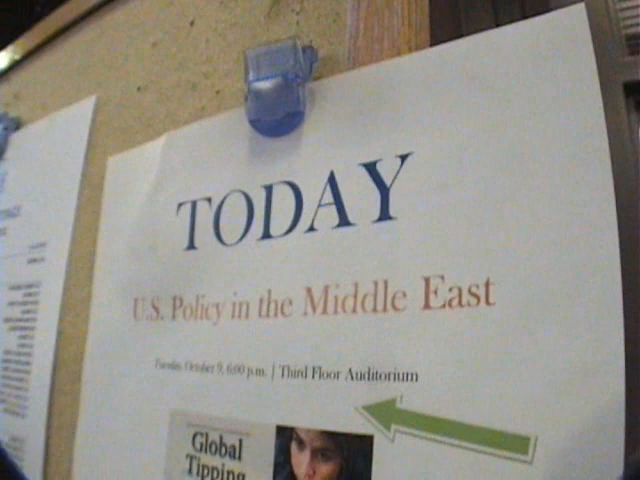 TODAY
U.S. Policy in the Middle East
Tuesday, October 9, 6:00 p.m. | Third Floor Auditorium
Global
Tipping